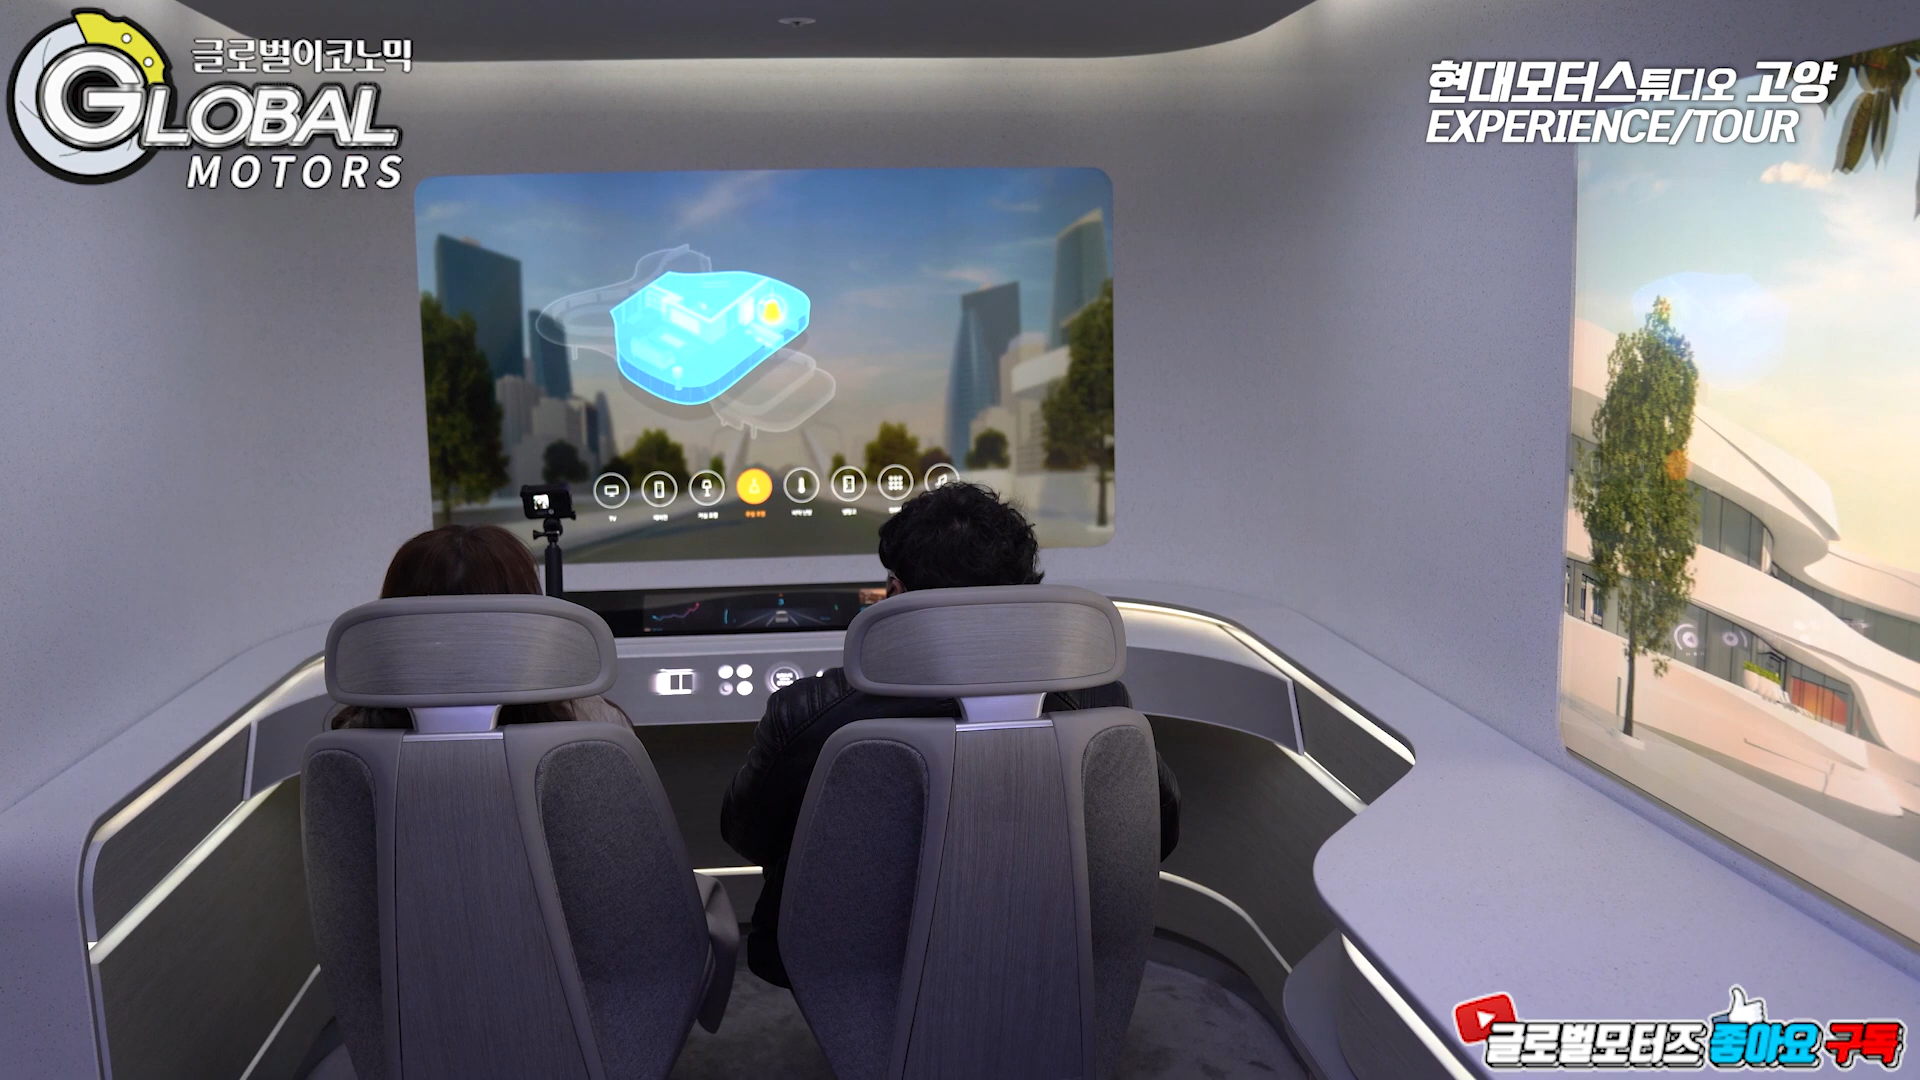 글로벌이코노믹
GLOBAL
MOTORS
현대모터스튜디오 고양
EXPERIENCE/TOUR
TV
글로벌모터즈 좋아요 구독